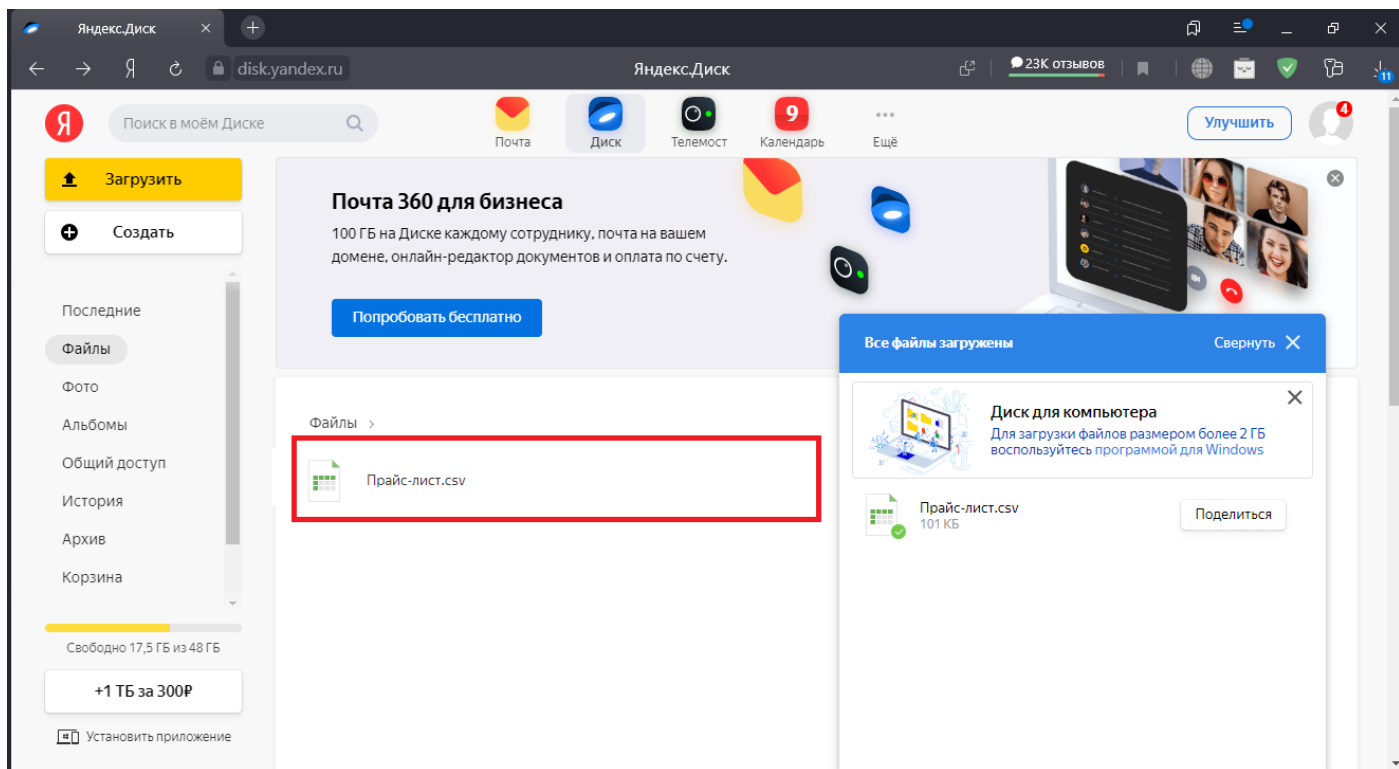 Яндекс.Диск
Я
disk.yandex.ru
Яндекс.Диск
23K отзывов
11
Я
Поиск в моём Диске
Почта
Диск
Телемост
9
Календарь
Ещё
Улучшить
4
Загрузить
Создать
Последние
Файлы
Фото
Альбомы
Общий доступ
История
Архив
Корзина
Свободно 17,5 ГБ из 48 ГБ
+1 ТБ за 300₽
Установить приложение
Почта 360 для бизнеса
100 ГБ на Диске каждому сотруднику, почта на вашем
домене, онлайн-редактор документов и оплата по счету.
Попробовать бесплатно
Файлы >
Прайс-лист.csv
Все файлы загружены
Свернуть
Диск для компьютера
Для загрузки файлов размером более 2 ГБ
воспользуйтесь программой для Windows
Прайс-лист.csv
101 КБ
Поделиться